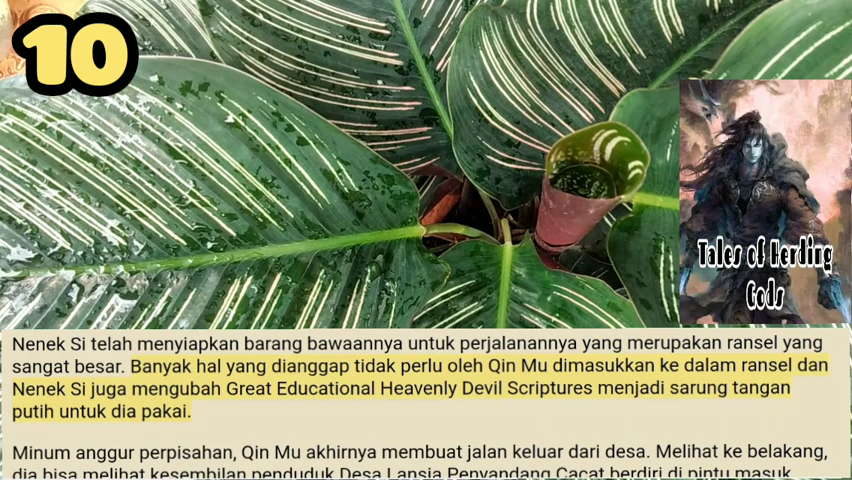 10
Tales of Herding
Gods
Nenek Si telah menyiapkan barang bawaannya untuk perjalanannya yang merupakan ransel yang
sangat besar. Banyak hal yang dianggap tidak perlu oleh Qin Mu dimasukkan ke dalam ransel dan
Nenek Si juga mengubah Great Educational Heavenly Devil Scriptures menjadi sarung tangan
putih untuk dia pakai.
Minum anggur perpisahan, Qin Mu akhirnya membuat jalan keluar dari desa. Melihat ke belakang,
dia bisa melihat kesembilan penduduk Desa Lansia Penyandang Cacat berdiri di pintu masuk